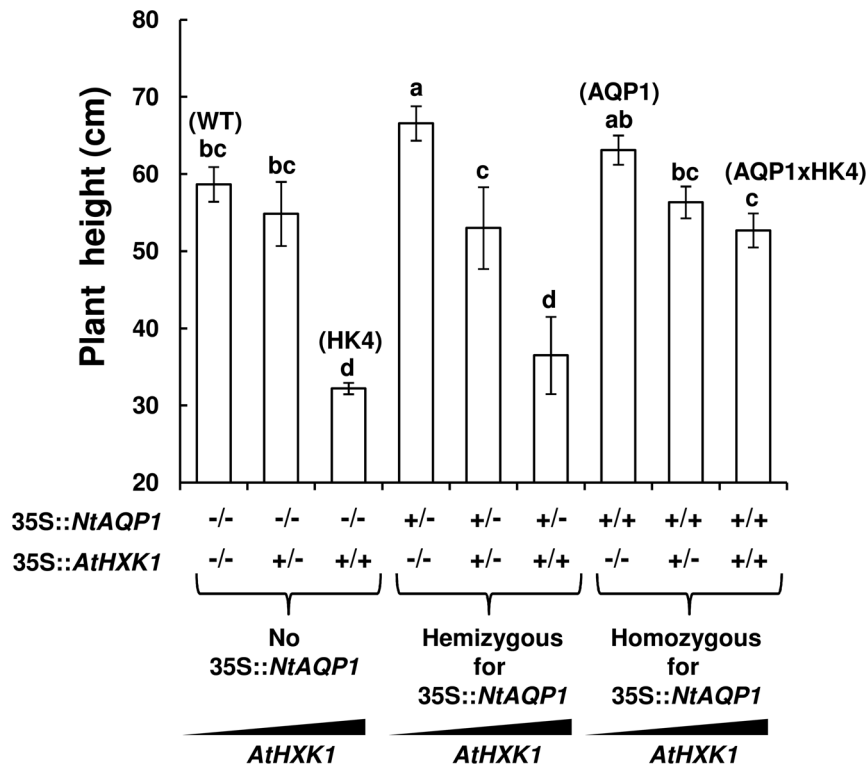 80
70
60
50
40
30
20
Plant height (cm)
(WT)
bc
bc
(HK4)
d
a
c
d
(AQP1)
ab
bc
(AQP1xHK4)
c
35S::NtAQP1 -/- -/- -/- +/- +/- +/- +/+ +/+ +/+
35S::AtHXK1 -/- +/- +/+ -/- +/- +/+ -/- +/- +/+
No
35S::NtAQP1
Hemizygous
for
35S::NtAQP1
Homozygous
for
35S::NtAQP1
AtHXK1 AtHXK1 AtHXK1